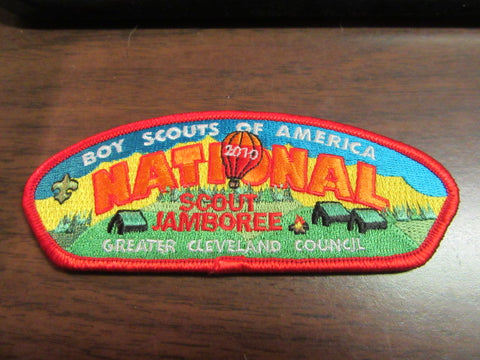 BOY SCOUTS OF AMERICA
2010
NATIONAL
SCOUT
JAMBOREE
GREATER CLEVELAND COUNCIL